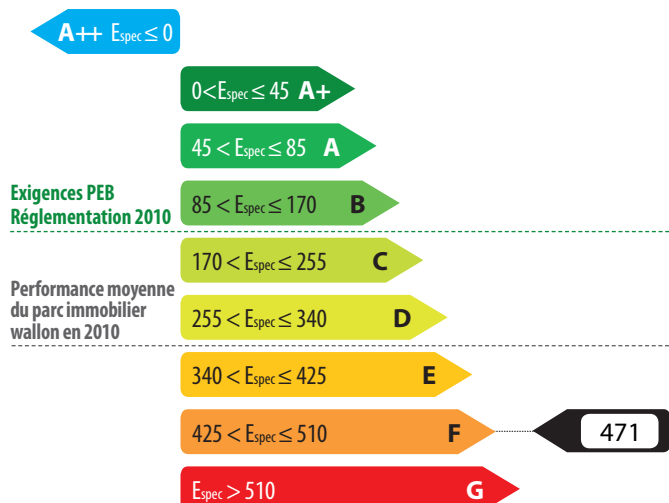 A++ Espec ≤ 0
0<Espec ≤ 45 A+
45 < Espec ≤ 85 A
Exigences PEB
Réglementation 2010
85 < Espec ≤ 170 B
170 < Espec ≤ 255 C
Performance moyenne
du parc immobilier
wallon en 2010
255 < Espec ≤ 340 D
340 < Espec ≤ 425 E
425 < Espec ≤ 510 F
471
Espec > 510 G